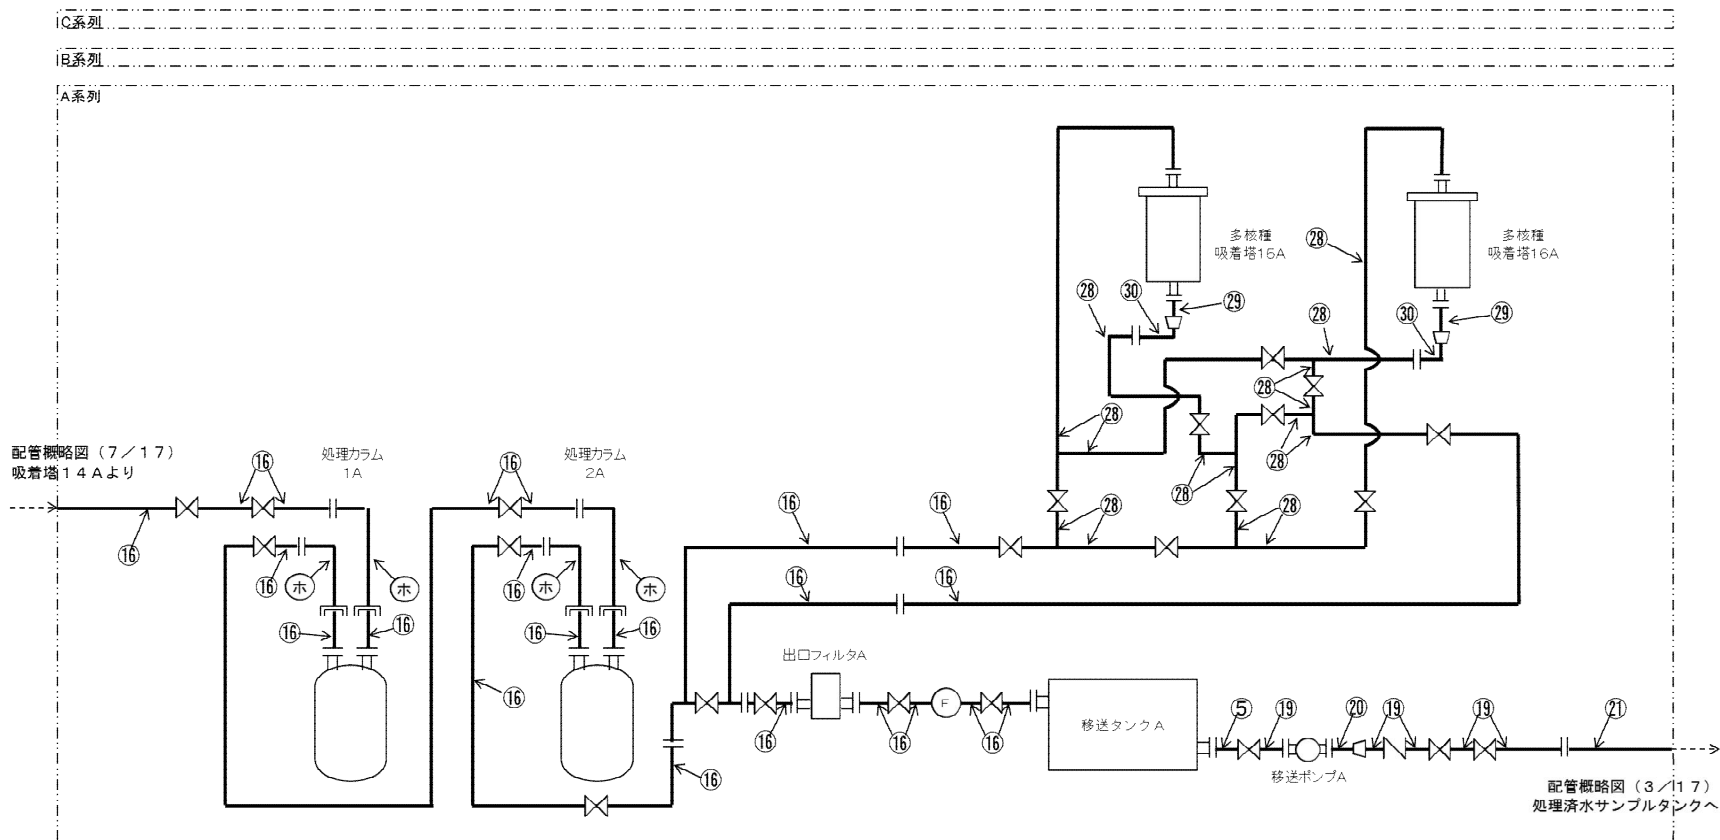 C系列
B系列
A系列
多核種
吸着塔15A
多核種
吸着塔16A
㉘
㉘
㉚
㉙
㉘
㉚
㉙
㉘
㉘
㉘
㉘
㉘
㉘
㉘
配管概略図(7/17)
吸着塔14Aより
処理カラム
1A
処理カラム
2A
⑯
⑯
⑯
⑯
⑯
⑯
⑯
ホ
ホ
ホ
ホ
⑯
⑯
⑯
⑯
⑯
⑯
⑯
⑯
出口フィルタA
F
⑯
⑯
⑯
移送タンクA
⑤
⑲
⑳
⑲
⑲
㉑
移送ポンプA
配管概略図(3/17)
処理済水サンプルタンクへ